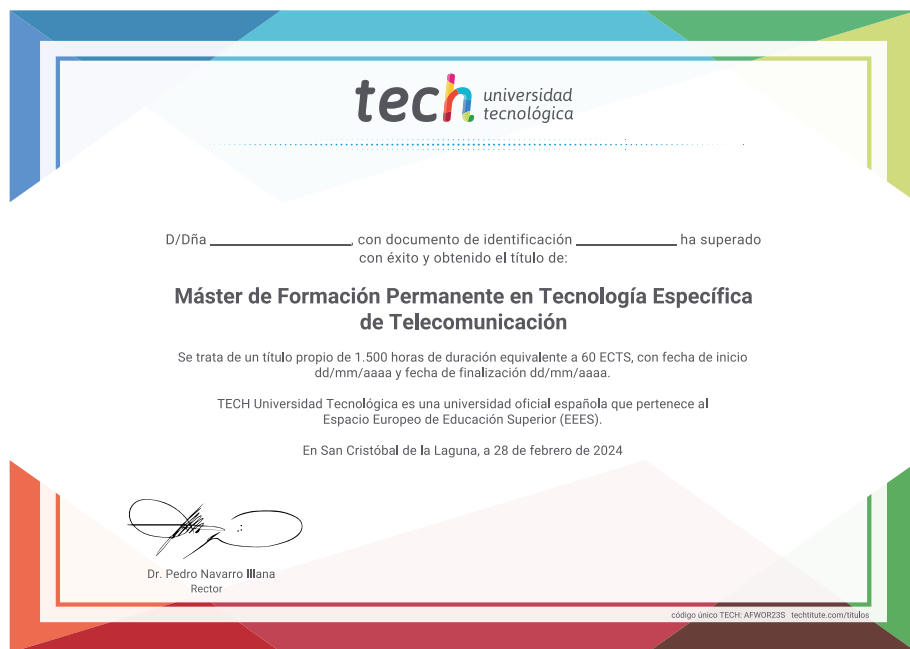 tech universidad
tecnológica
D/Dña ____________________, con documento de identificación ______________ ha superado
con éxito y obtenido el título de:
Máster de Formación Permanente en Tecnología Específica
de Telecomunicación
Se trata de un título propio de 1.500 horas de duración equivalente a 60 ECTS, con fecha de inicio
dd/mm/aaaa y fecha de finalización dd/mm/aaaa.
TECH Universidad Tecnológica es una universidad oficial española que pertenece al
Espacio Europeo de Educación Superior (EEES).
En San Cristóbal de la Laguna, a 28 de febrero de 2024
Dr. Pedro Navarro Illana
Rector
código único TECH: AFWOR23S techtitute.com/titulos